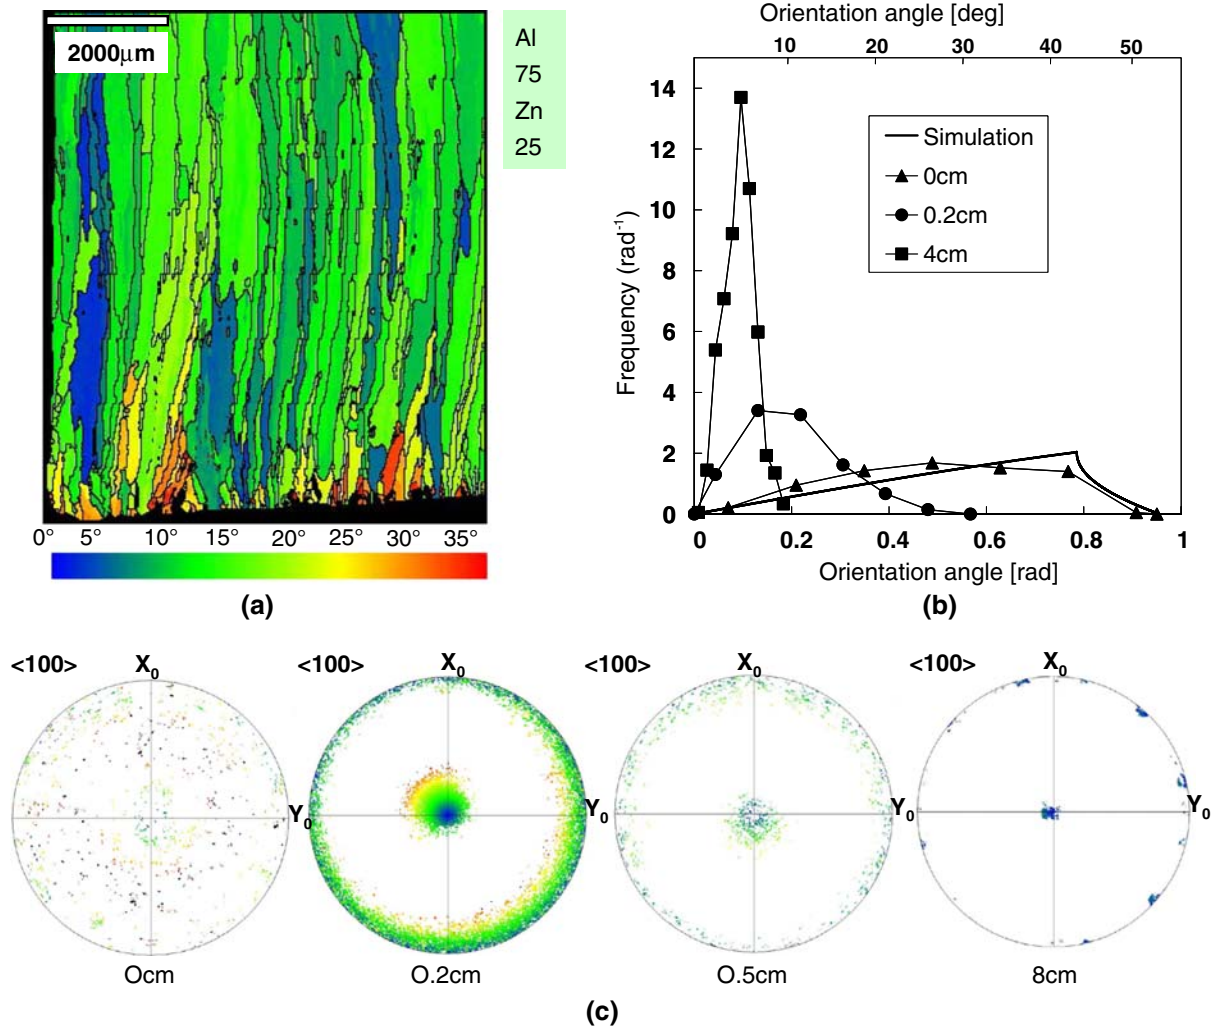 2000μm
Al
75
Zn
25
0° 5° 10° 15° 20° 25° 30° 35°
(a)
Orientation angle [deg]
10 20 30 40 50
Frequency (rad-1)
14
12
10
8
6
4
2
0
Simulation
0cm
0.2cm
4cm
0 0.2 0.4 0.6 0.8 1
Orientation angle [rad]
(b)
<100> X0 <100> X0 <100> X0 <100> X0
Y0 Y0 Y0 Y0
Ocm O.2cm O.5cm 8cm
(c)